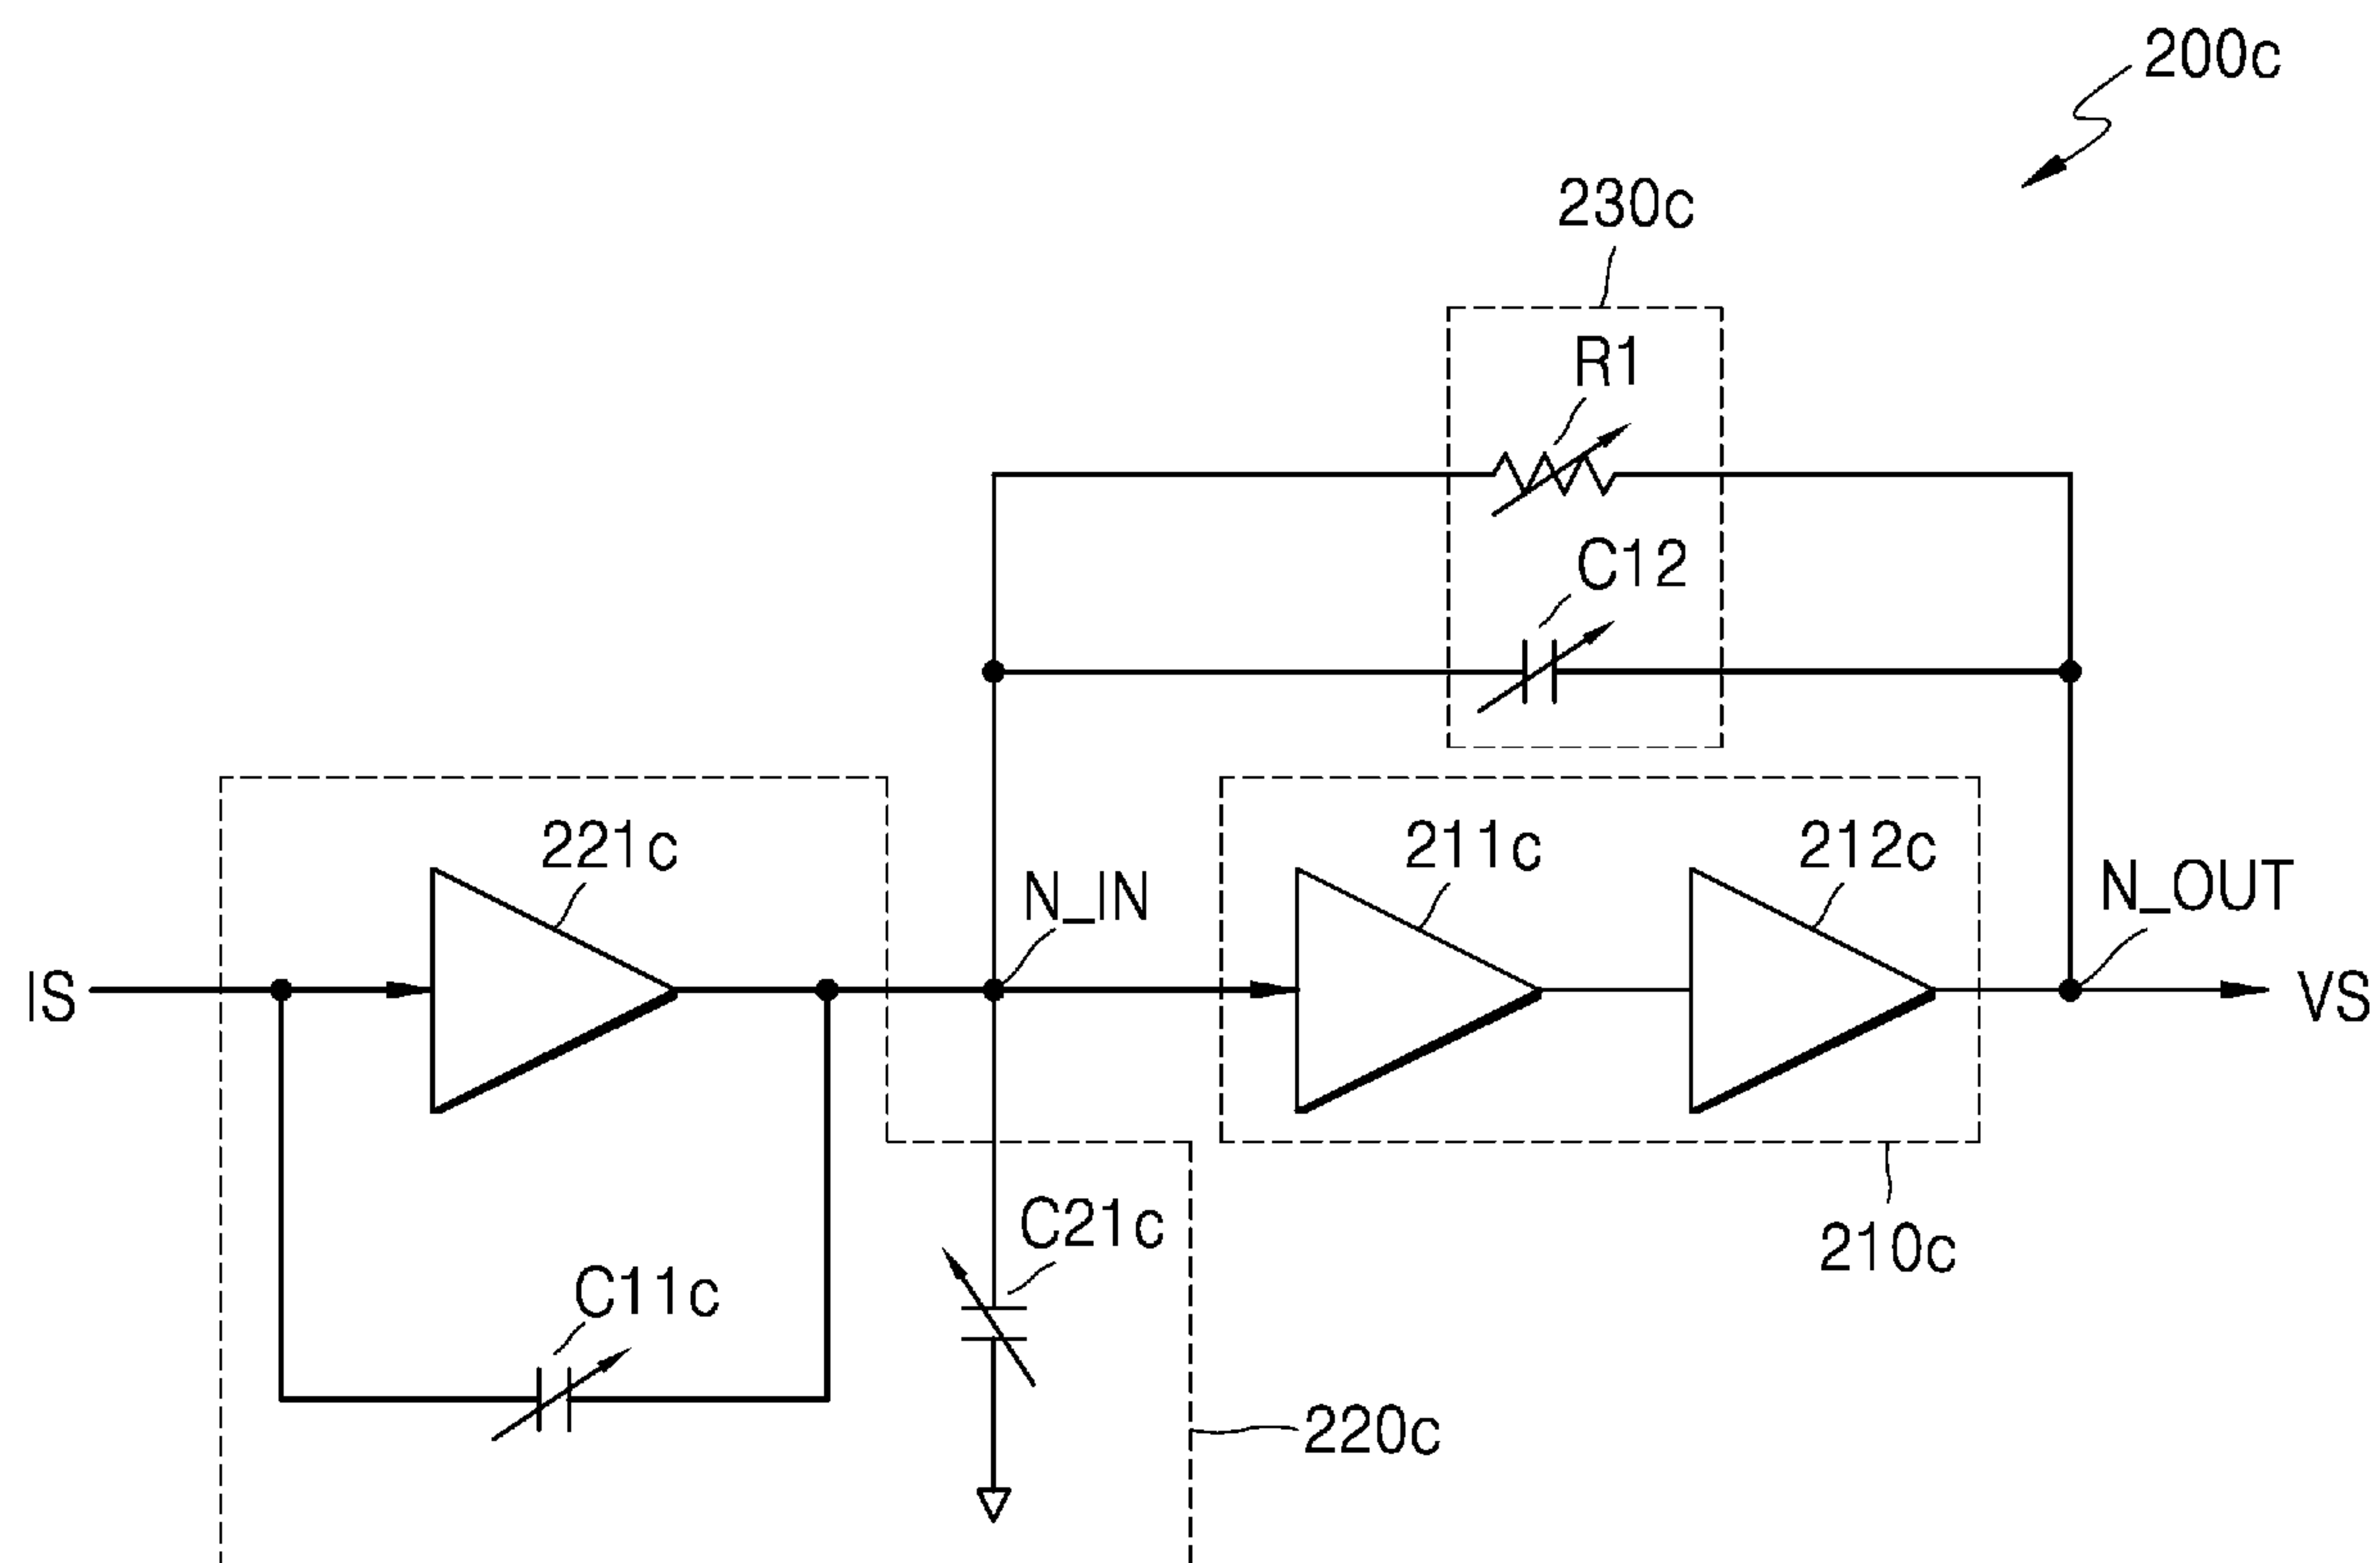 200c
230c
R1
C12
221c
N_IN
211c
212c
N_OUT
IS
VS
C21c
210c
C11c
220c